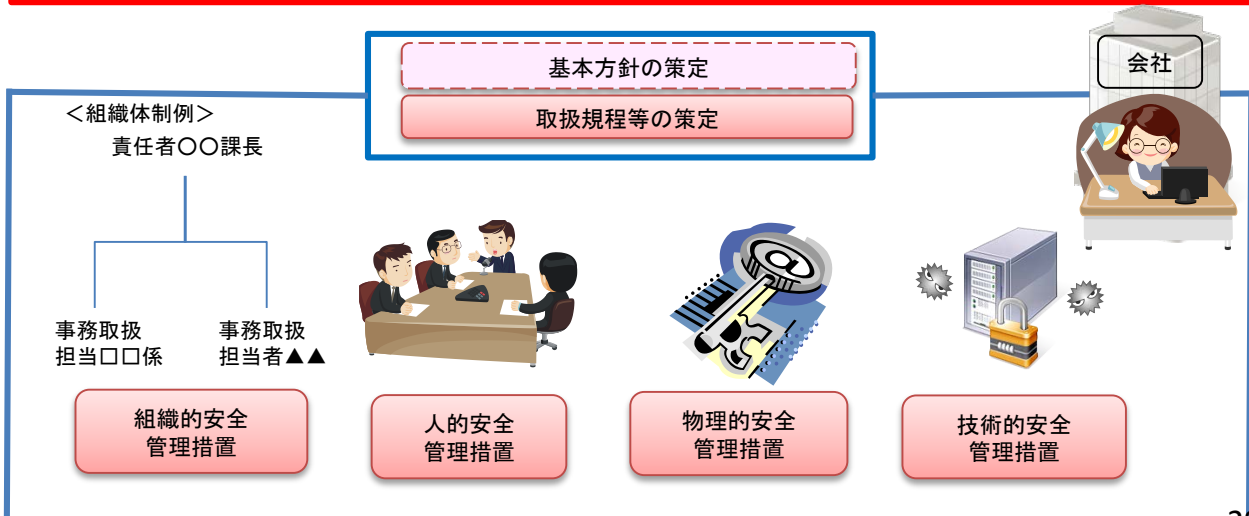 基本方針の策定
会社
取扱規程等の策定
＜組織体制例＞
責任者〇〇課長
事務取扱
担当□□係
事務取扱
担当者▲▲
組織的安全
管理措置
人的安全
管理措置
物理的安全
管理措置
技術的安全
管理措置
@